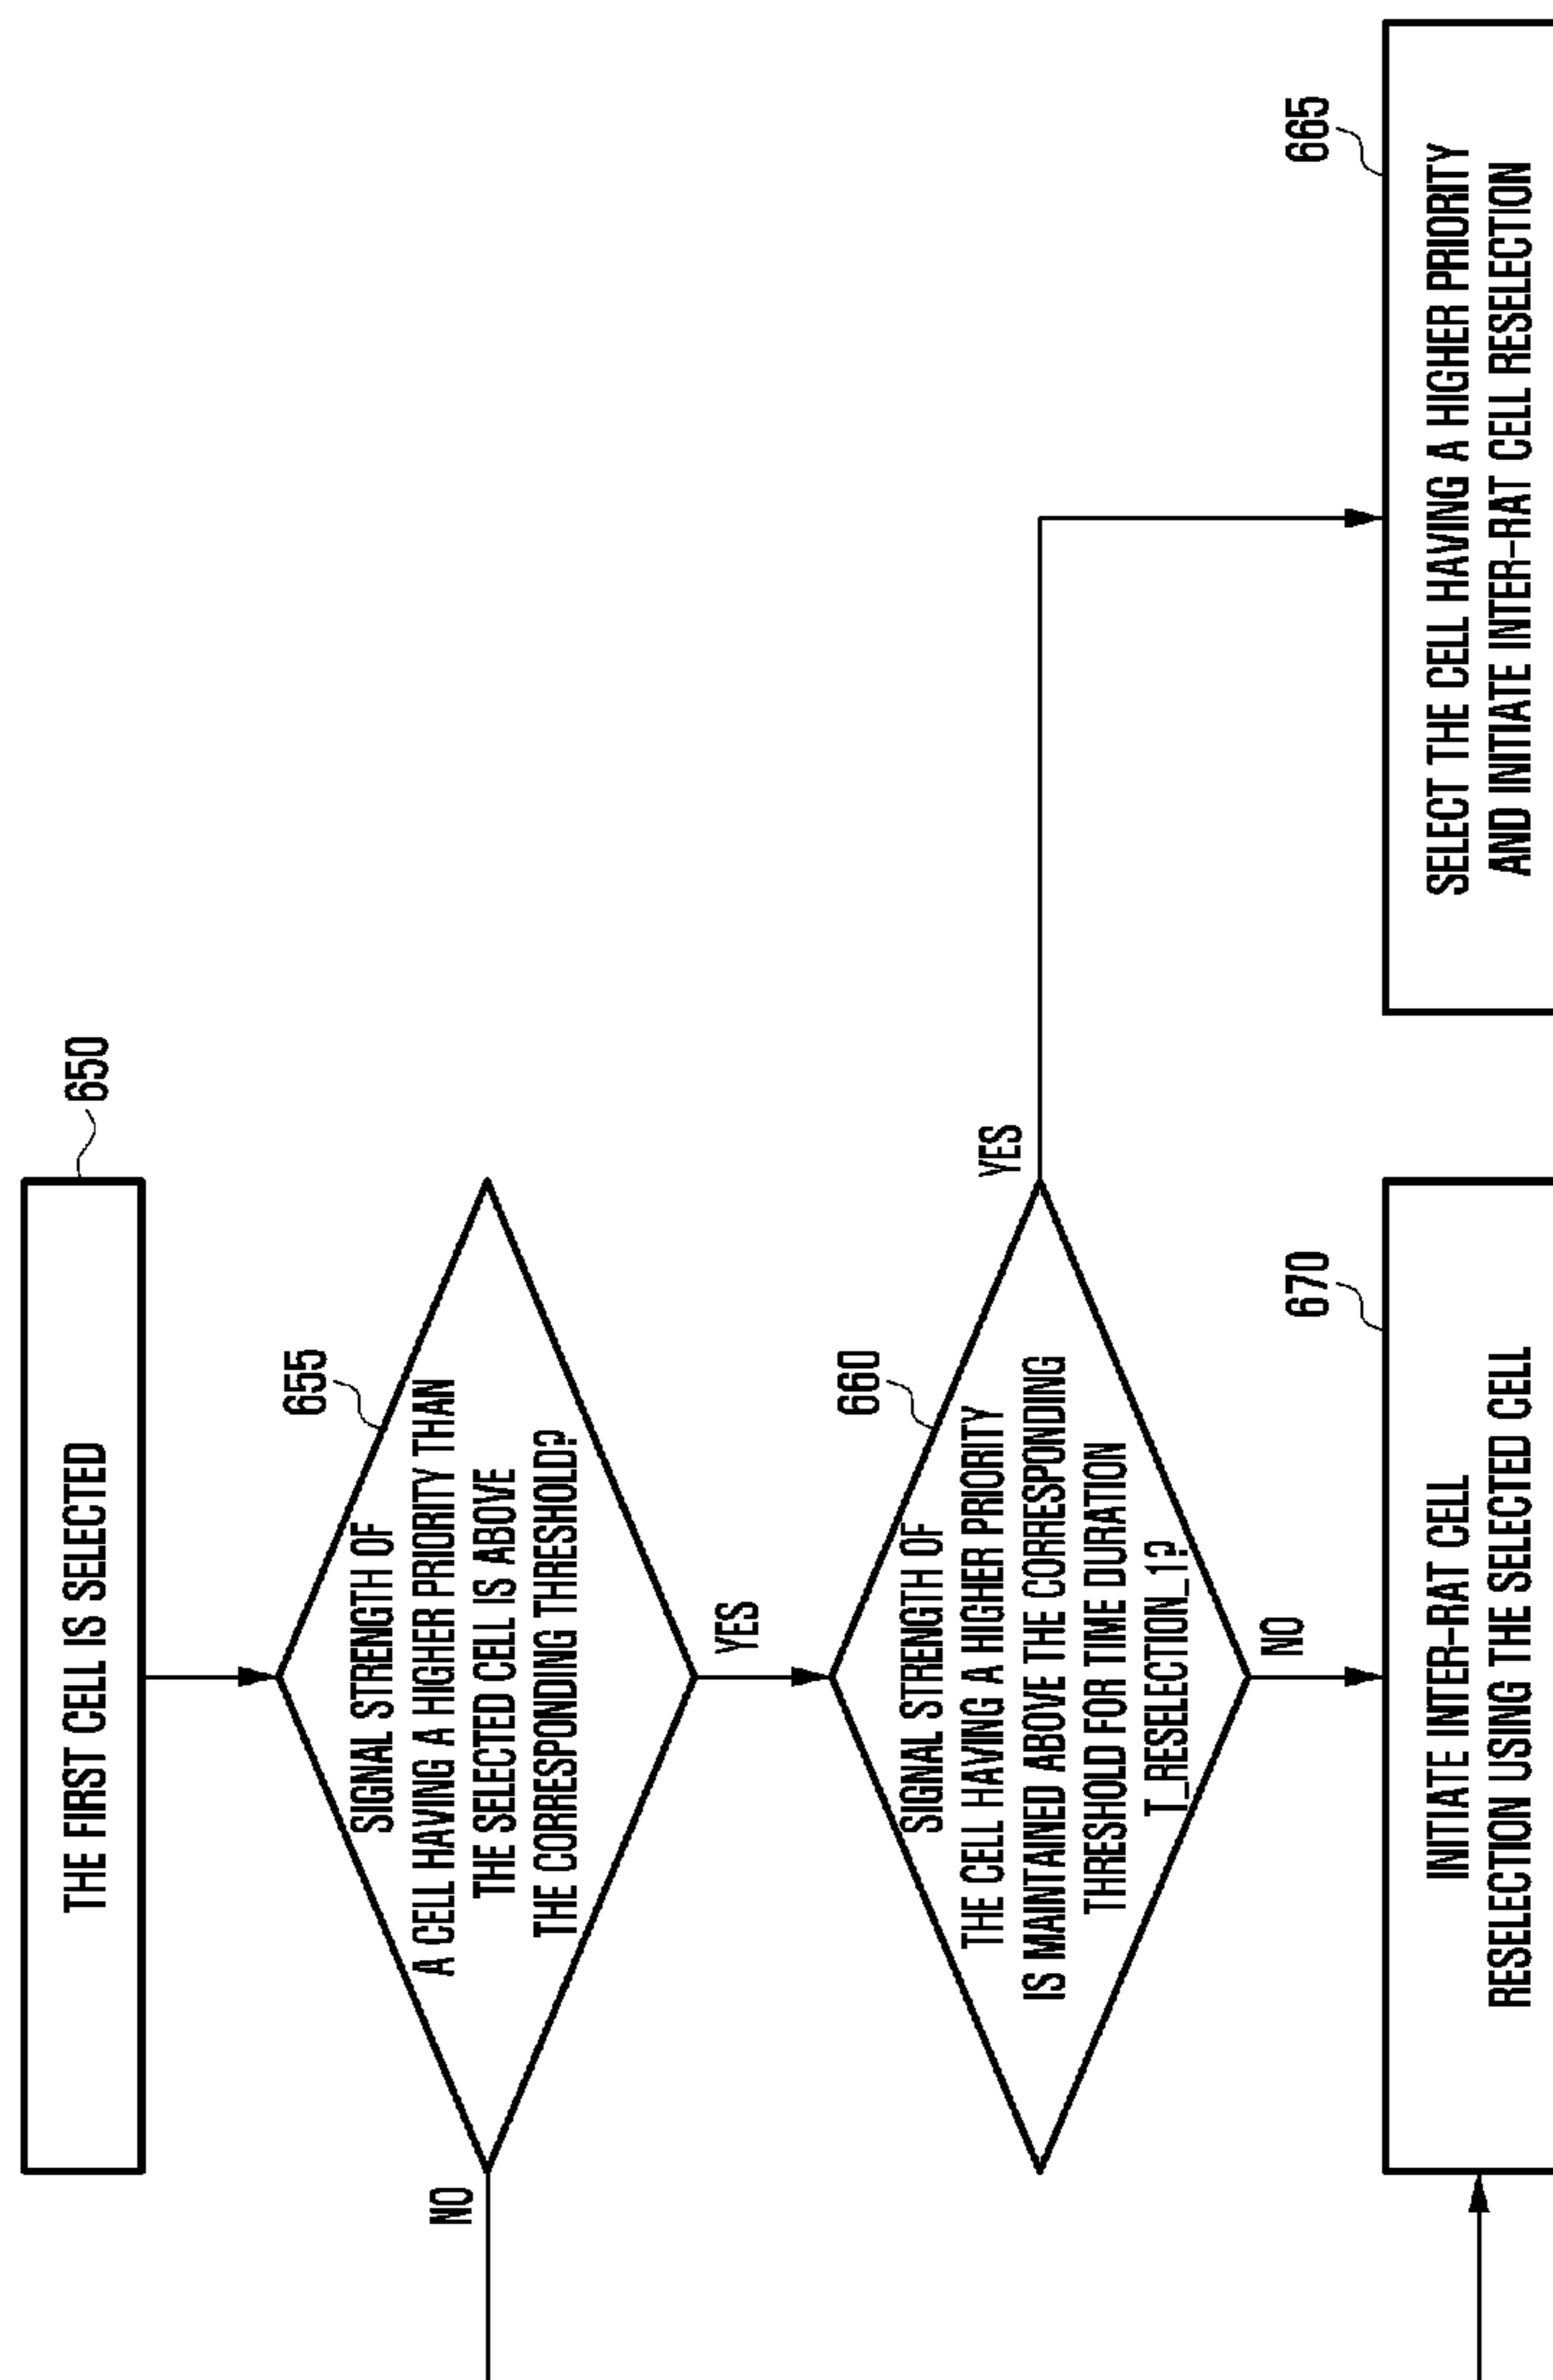 THE FIRST CELL IS SELECTED
650
SIGNAL STRENGTH OF
A CELL HAVING A HIGHER PRIORITY THAN
THE SELECTED CELL IS ABOVE
THE CORRESPONDING THRESHOLD?
655
NO
YES
SIGNAL STRENGTH OF
THE CELL HAVING A HIGHER PRIORITY
IS MAINTAINED ABOVE THE CORRESPONDING
THRESHOLD FOR TIME DURATION
T_RESELECTION_1?
660
YES
NO
INITIATE INTER-RAT CELL
RESELECTION USING THE SELECTED CELL
670
SELECT THE CELL HAVING A HIGHER PRIORITY
AND INITIATE INTER-RAT CELL RESELECTION
665